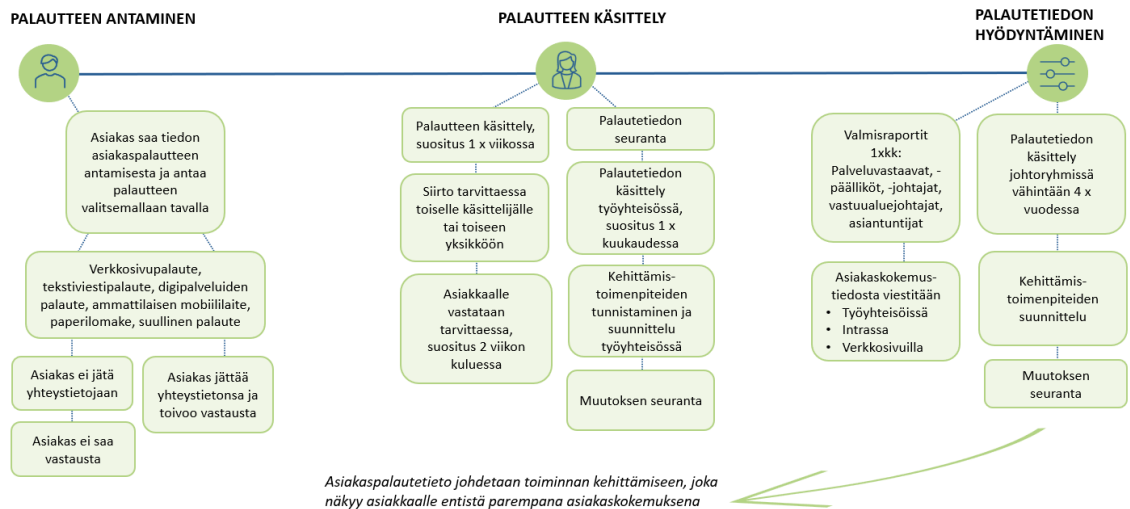 PALAUTTEEN ANTAMINEN
Asiakas saa tiedon
asiakaspalautteen
antamisesta ja antaa
palautteen
valitsemallaan tavalla
Verkkosivupalaute,
tekstiviestipalaute, digipalveluiden
palaute, ammattilaisen mobiililaite,
paperilomake, suullinen palaute
Asiakas ei jätä
yhteystietojaan
Asiakas ei saa
vastausta
Asiakas jättää
yhteystietonsa ja
toivoo vastausta
PALAUTTEEN KÄSITTELY
Palautteen käsittely,
suositus 1 x viikossa
Siirto tarvittaessa
toiselle käsittelijälle
tai toiseen
yksikköön
Asiakkaalle
vastataan
tarvittaessa,
suositus 2 viikon
kuluessa
Palautetiedon
seuranta
Palautetiedon
käsittely
työyhteisössä,
suositus 1 x
kuukaudessa
Kehittämis-
toimenpiteiden
tunnistaminen ja
suunnittelu
työyhteisössä
Muutoksen seuranta
PALAUTETIEDON
HYÖDYNTÄMINEN
Valmisraportit
1xkk:
Palveluvastaavat, -
päälliköt, -johtajat,
vastuualuejohtajat,
asiantuntijat
Asiakaskokemus-
tiedosta viestitään
• Työyhteisöissä
• Intrassa
• Verkkosivuilla
Palautetiedon
käsittely
johtoryhmissä
vähintään 4 x
vuodessa
Kehittämis-
toimenpiteiden
suunnittelu
Muutoksen
seuranta
Asiakaspalautetieto johdetaan toiminnan kehittämiseen, joka
näkyy asiakkaalle entistä parempana asiakaskokemuksena